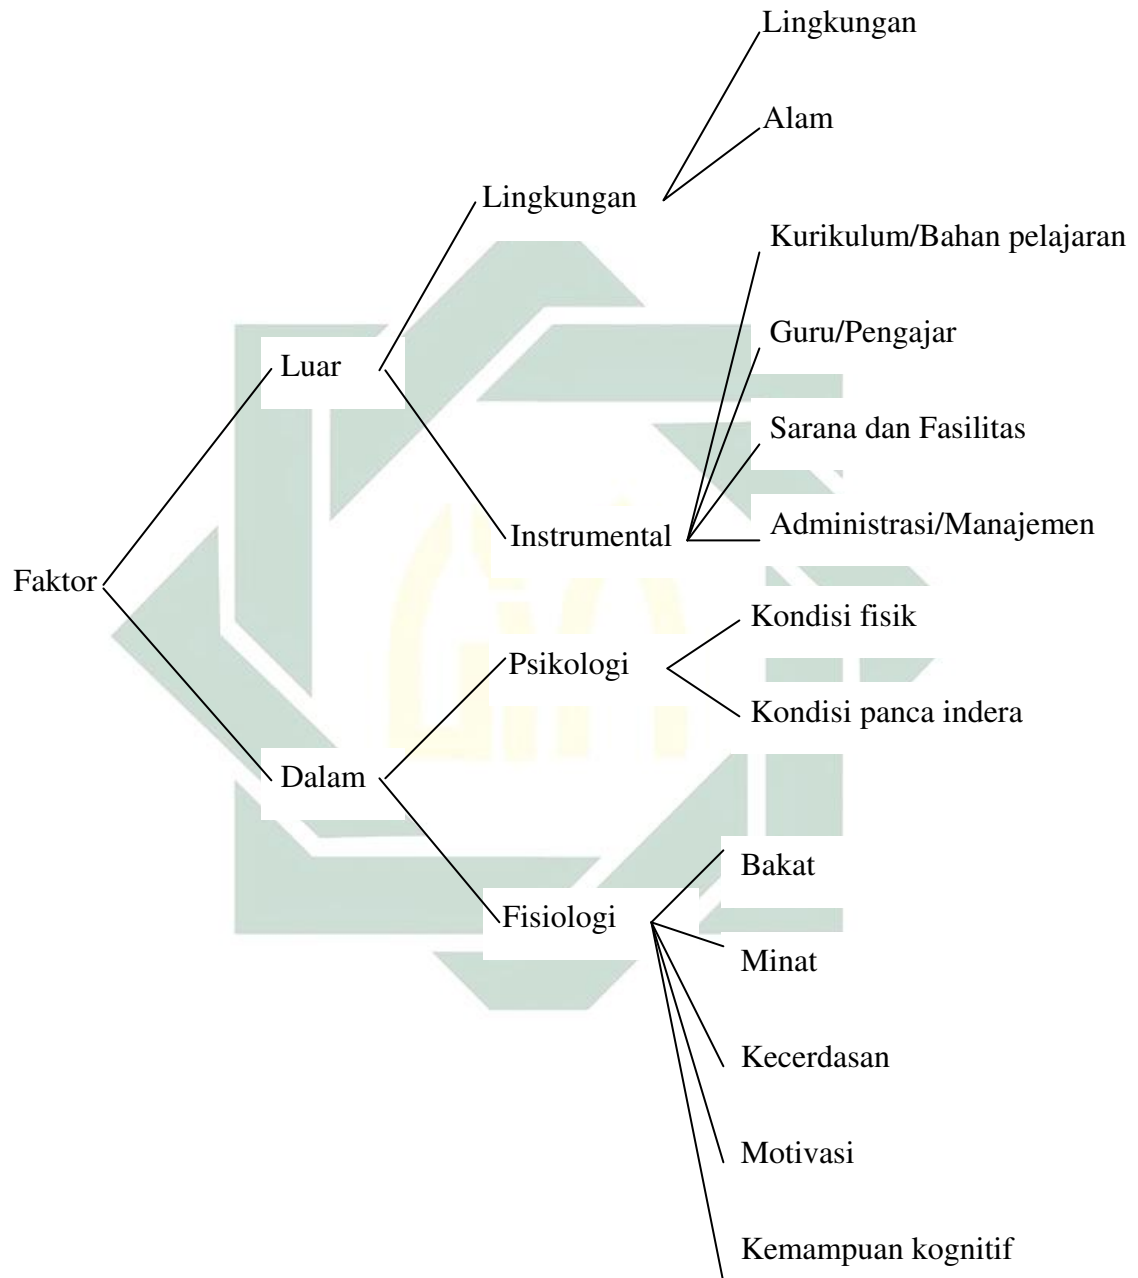 Lingkungan
Alam
Lingkungan
Kurikulum/Bahan pelajaran
Guru/Pengajar
Luar
Sarana dan Fasilitas
Administrasi/Manajemen
Instrumental
Faktor
Kondisi fisik
Psikologi
Kondisi panca indera
Dalam
Bakat
Fisiologi
Minat
Kecerdasan
Motivasi
Kemampuan kognitif